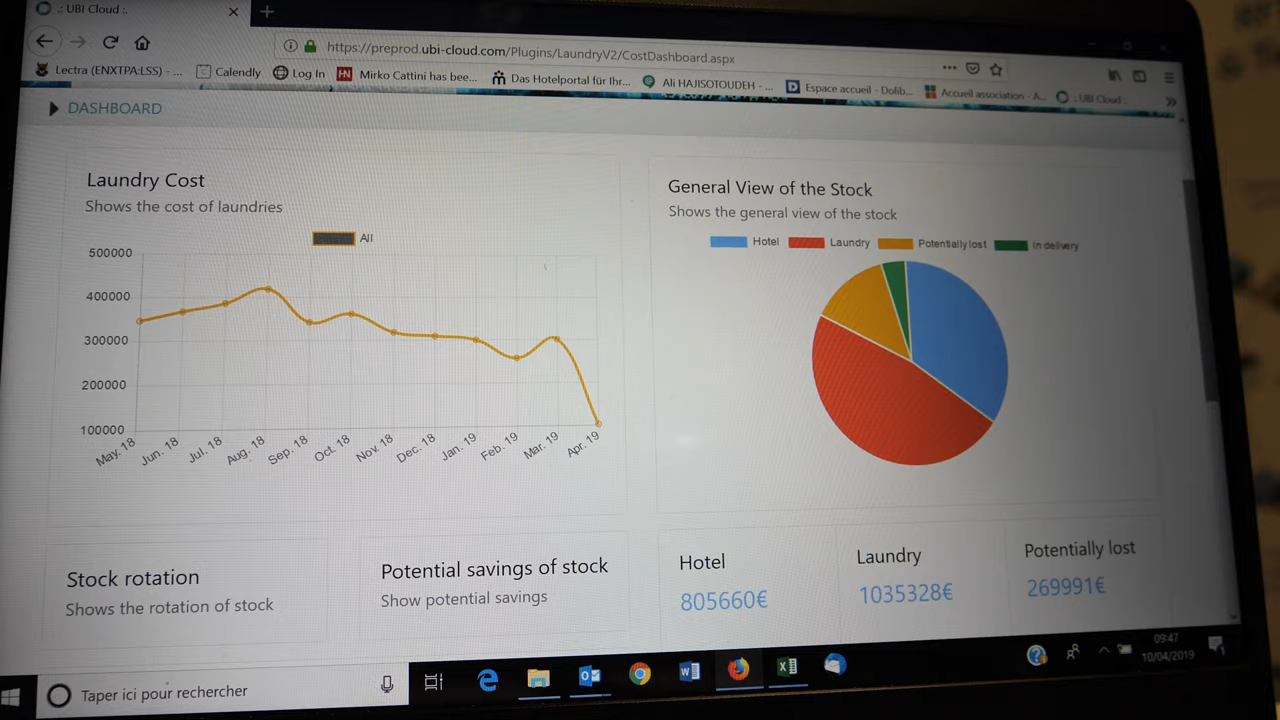 .: UBI Cloud :.
https://preprod.ubi-cloud.com/Plugins/LaundryV2/CostDashboard.aspx
Lectra (ENXTPA:LSS) - ...
Calendly
Log In
HN
Mirko Cattini has bee...
Das Hotelportal für Ihr...
Ali HAJISOTOUDEH - ...
D
Espace accueil - Dolib...
Accueil association - A...
.: UBI Cloud :.
DASHBOARD
Laundry Cost
Shows the cost of laundries
All
500000
400000
300000
200000
100000
May. 18
Jun. 18
Jul. 18
Aug. 18
Sep. 18
Oct. 18
Nov. 18
Dec. 18
Jan. 19
Feb. 19
Mar. 19
Apr. 19
General View of the Stock
Shows the general view of the stock
Hotel
Laundry
Potentially lost
In delivery
Stock rotation
Shows the rotation of stock
Potential savings of stock
Show potential savings
Hotel
805660€
Laundry
1035328€
Potentially lost
269991€
Taper ici pour rechercher
09:47
10/04/2019